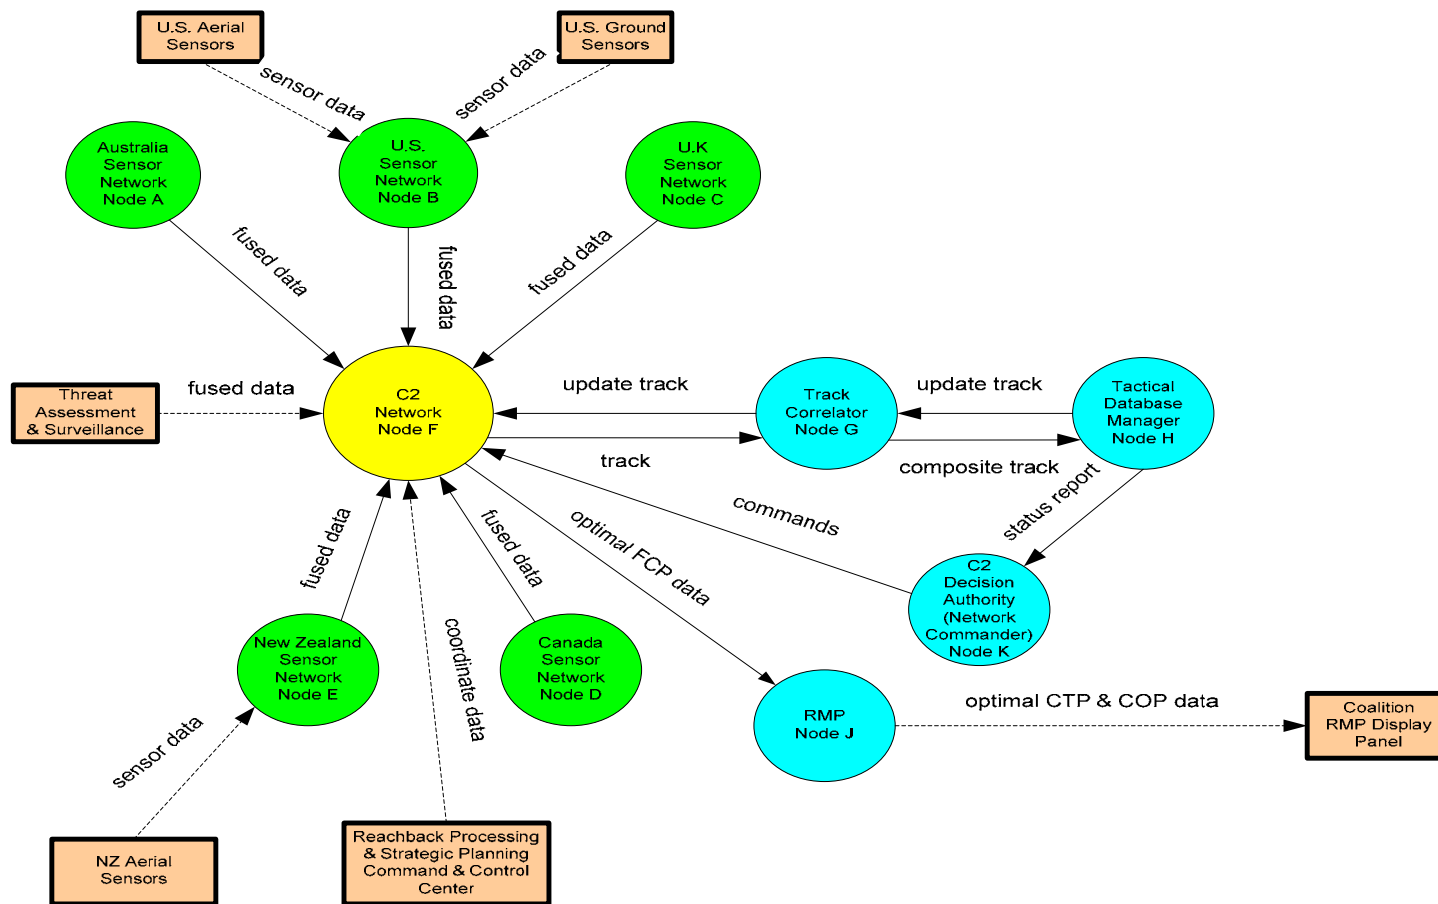 U.S. Aerial
Sensors
U.S. Ground
Sensors
sensor data
sensor data
Australia
Sensor
Network
Node A
U.S.
Sensor
Network
Node B
U.K
Sensor
Network
Node C
fused data
fused data
fused data
Threat
Assessment
& Surveillance
fused data
C2
Network
Node F
update track
track
Track
Correlator
Node G
update track
composite track
Tactical
Database
Manager
Node H
status report
commands
C2
Decision
Authority
(Network
Commander)
Node K
fused data
fused data
optimal FCP data
coordinate data
New Zealand
Sensor
Network
Node E
Canada
Sensor
Network
Node D
RMP
Node J
optimal CTP & COP data
Coalition
RMP Display
Panel
sensor data
NZ Aerial
Sensors
Reachback Processing
& Strategic Planning
Command & Control
Center